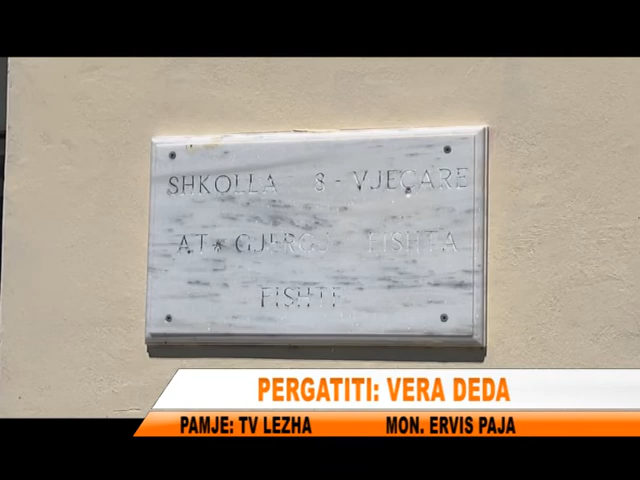 SHKOLLA 8 - VJEÇARE
AT GJERGJ FISHTA
FISHTE
PERGATITI: VERA DEDA
PAMJE: TV LEZHA MON. ERVIS PAJA